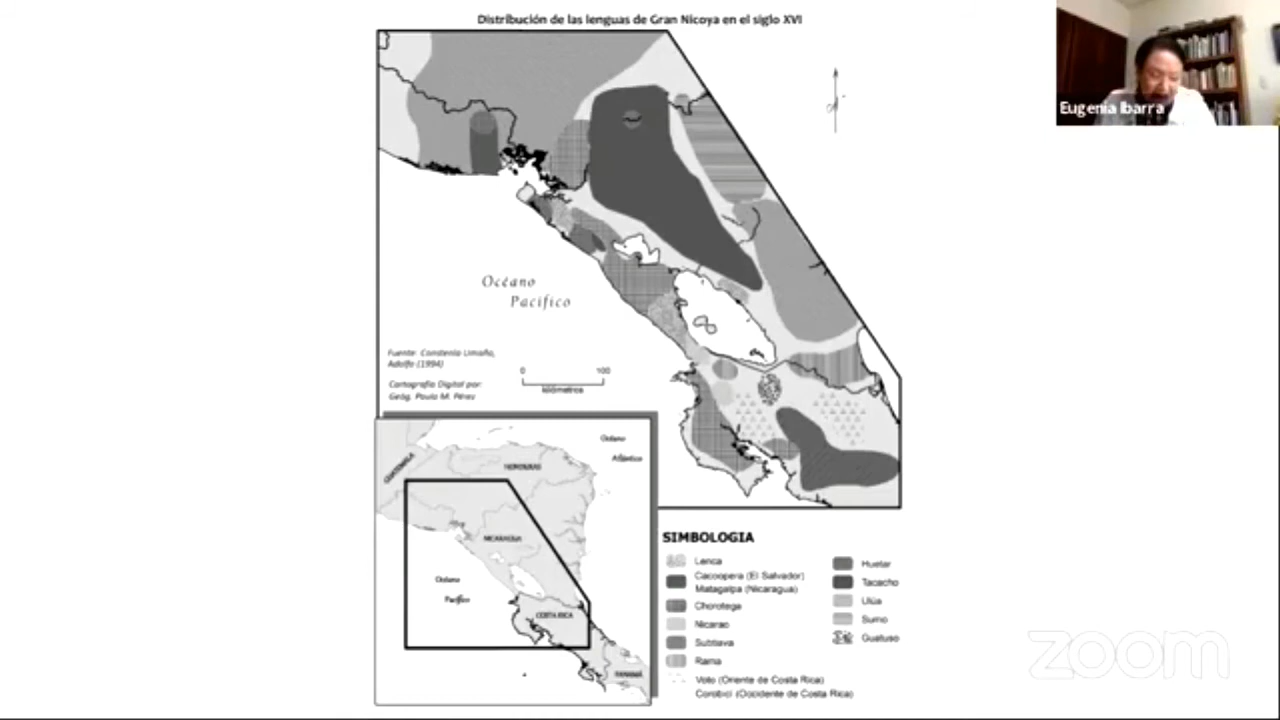 Distribución de las lenguas de Gran Nicoya en el siglo XVI
Eugenia Ibarra
Océano
Pacífico
Fuente: Constenla Umaña,
Adolfo (1994)
Cartografía Digital por:
Geóg. Paula M. Pérez
0 100
kilómetros
Océano
Atlántico
GUATEMALA
HONDURAS
NICARAGUA
Océano
Pacífico
COSTA RICA
PANAMÁ
SIMBOLOGIA
Lenca
Cacaopera (El Salvador)
Matagalpa (Nicaragua)
Chorotega
Nicarao
Subtiava
Rama
Voto (Oriente de Costa Rica)
Corobicí (Occidente de Costa Rica)
Huetar
Tacacho
Ulúa
Sumo
Guatuso
zoom